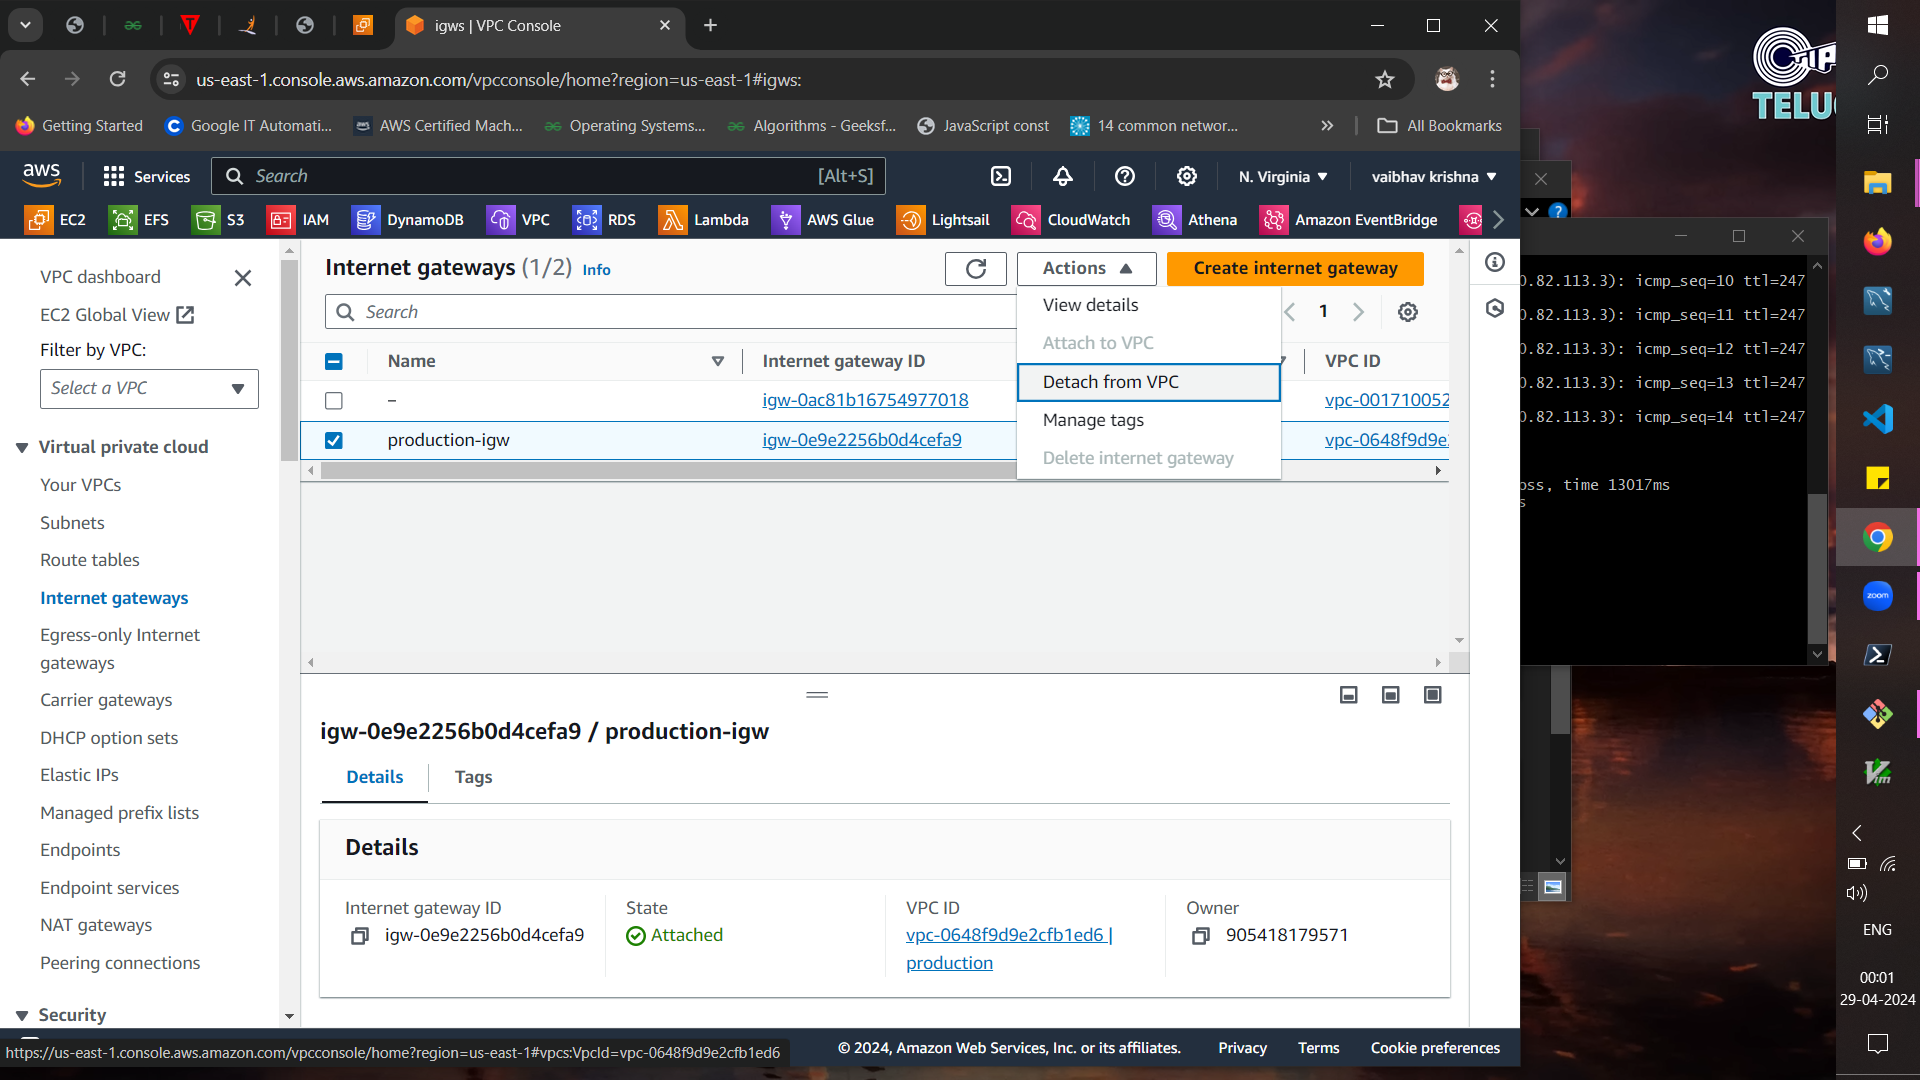 igws | VPC Console
us-east-1.console.aws.amazon.com/vpcconsole/home?region=us-east-1#igws:
Getting Started
Google IT Automati...
AWS Certified Mach...
Operating Systems...
Algorithms - Geeksf...
JavaScript const
14 common networ...
»
All Bookmarks
aws
Services
Search
[Alt+S]
N. Virginia
vaibhav krishna
EC2
EFS
S3
IAM
DynamoDB
VPC
RDS
Lambda
AWS Glue
Lightsail
CloudWatch
Athena
Amazon EventBridge
VPC dashboard
EC2 Global View
Filter by VPC:
Select a VPC
Virtual private cloud
Your VPCs
Subnets
Route tables
Internet gateways
Egress-only Internet
gateways
Carrier gateways
DHCP option sets
Elastic IPs
Managed prefix lists
Endpoints
Endpoint services
NAT gateways
Peering connections
Security
Internet gateways (1/2) Info
Actions
Create internet gateway
Search
1
View details
Attach to VPC
Detach from VPC
Manage tags
Delete internet gateway
Name
Internet gateway ID
VPC ID
– igw-0ac81b16754977018 vpc-001710052
production-igw igw-0e9e2256b0d4cefa9 vpc-0648f9d9e
igw-0e9e2256b0d4cefa9 / production-igw
Details
Tags
Details
Internet gateway ID
igw-0e9e2256b0d4cefa9
State
Attached
VPC ID
vpc-0648f9d9e2cfb1ed6 |
production
Owner
905418179571
https://us-east-1.console.aws.amazon.com/vpcconsole/home?region=us-east-1#vpcs:VpcId=vpc-0648f9d9e2cfb1ed6
© 2024, Amazon Web Services, Inc. or its affiliates.
Privacy
Terms
Cookie preferences
0.82.113.3): icmp_seq=10 ttl=247
0.82.113.3): icmp_seq=11 ttl=247
0.82.113.3): icmp_seq=12 ttl=247
0.82.113.3): icmp_seq=13 ttl=247
0.82.113.3): icmp_seq=14 ttl=247
oss, time 13017ms
s
TELU
zoom
Vim
ENG
00:01
29-04-2024